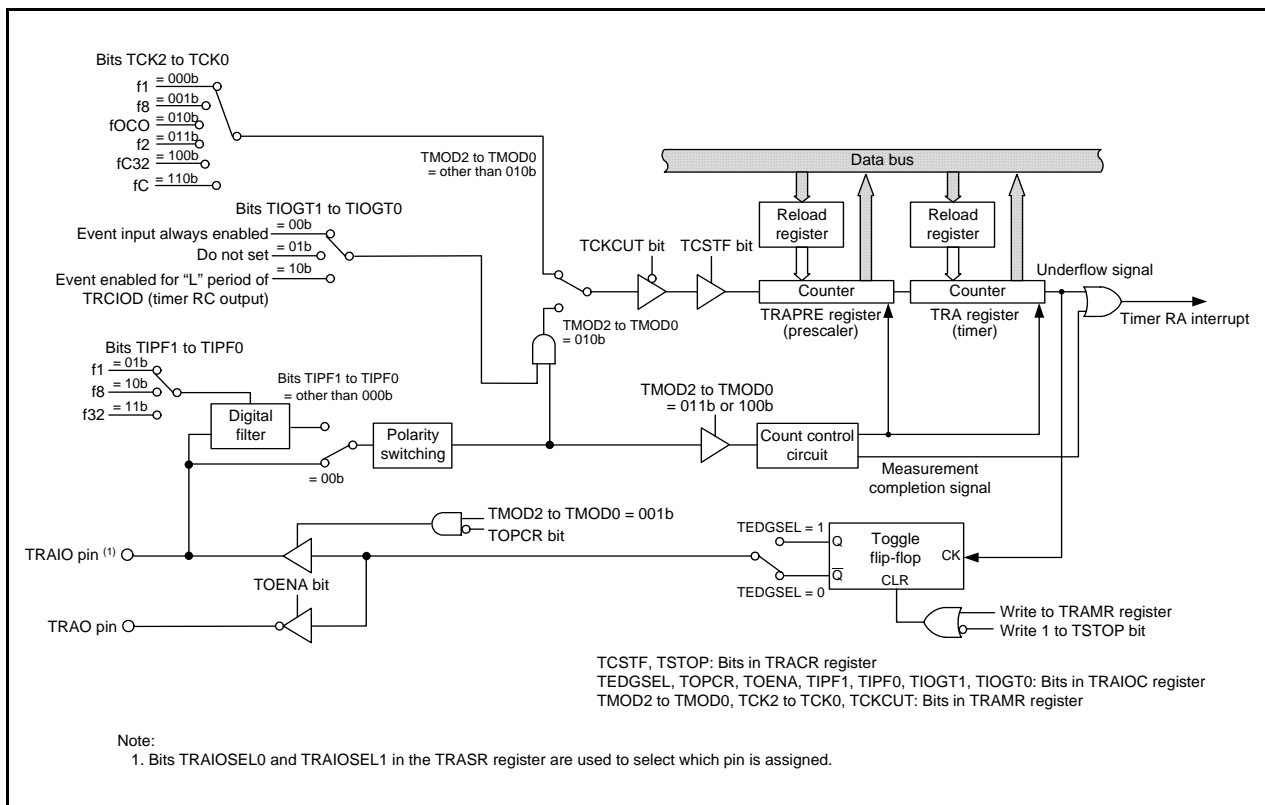 Bits TCK2 to TCK0
f1 = 000b
f8 = 001b
fOCO = 010b
f2 = 011b
fC32 = 100b
fC = 110b
TMOD2 to TMOD0
= other than 010b
Data bus
Bits TIOGT1 to TIOGT0
Event input always enabled = 00b
Do not set = 01b
Event enabled for “L” period of = 10b
TRCIOD (timer RC output)
TCKCUT bit
TCSTF bit
Reload
register
Reload
register
Counter
Counter
TRAPRE register
(prescaler)
TRA register
(timer)
Underflow signal
Timer RA interrupt
TMOD2 to TMOD0
= 010b
Bits TIPF1 to TIPF0
f1 = 01b
f8 = 10b
f32 = 11b
Digital
filter
Bits TIPF1 to TIPF0
= other than 000b
= 00b
Polarity
switching
TMOD2 to TMOD0
= 011b or 100b
Count control
circuit
Measurement
completion signal
TMOD2 to TMOD0 = 001b
TOPCR bit
TRAIO pin (1)
TOENA bit
TRAO pin
TEDGSEL = 1
TEDGSEL = 0
Q
Q̅
Toggle
flip-flop
CK
CLR
Write to TRAMR register
Write 1 to TSTOP bit
TCSTF, TSTOP: Bits in TRACR register
TEDGSEL, TOPCR, TOENA, TIPF1, TIPF0, TIOGT1, TIOGT0: Bits in TRAIOC register
TMOD2 to TMOD0, TCK2 to TCK0, TCKCUT: Bits in TRAMR register
Note:
1. Bits TRAIOSEL0 and TRAIOSEL1 in the TRASR register are used to select which pin is assigned.